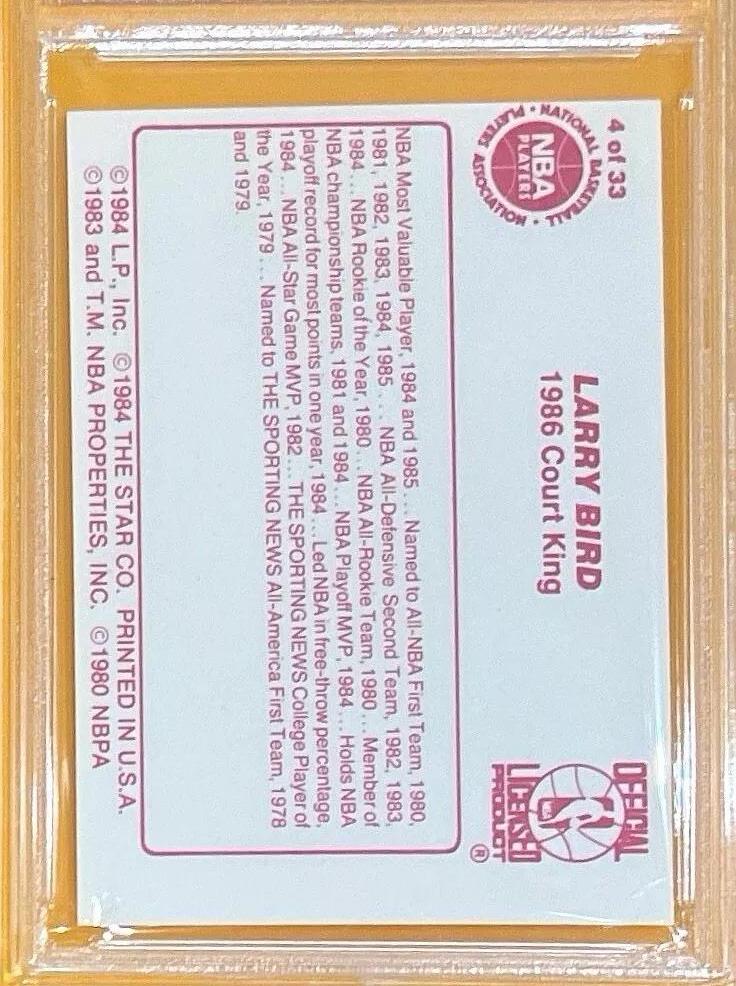 4 of 33
NATIONAL BASKETBALL
PLAYERS ASSOCIATION
NBA
PLAYERS
LARRY BIRD
1986 Court King
OFFICIAL
LICENSED
PRODUCT ®
NBA Most Valuable Player, 1984 and 1985 ... Named to All-NBA First Team, 1980,
1981, 1982, 1983, 1984, 1985 ... NBA All-Defensive Second Team, 1982, 1983,
1984 ... NBA Rookie of the Year, 1980 ... NBA All-Rookie Team, 1980 ... Member of
NBA championship teams, 1981 and 1984 ... NBA Playoff MVP, 1984 ... Holds NBA
playoff record for most points in one year, 1984 ... Led NBA in free-throw percentage,
1984 ... NBA All-Star Game MVP, 1982 ... THE SPORTING NEWS College Player of
the Year, 1979 ... Named to THE SPORTING NEWS All-America First Team, 1978
and 1979.
©1984 L.P., Inc. ©1984 THE STAR CO. PRINTED IN U.S.A.
©1983 and T.M. NBA PROPERTIES, INC. ©1980 NBPA